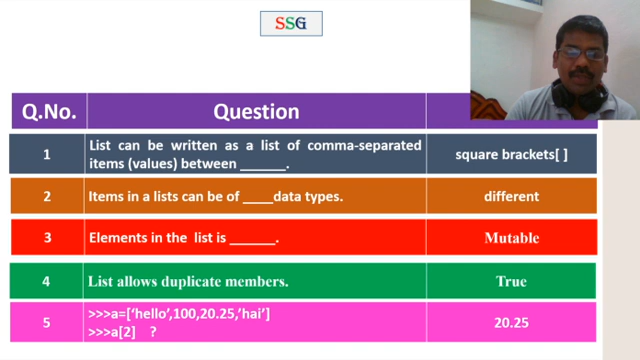 SSG
Q.No. Question
1 List can be written as a list of comma-separated
items (values) between ______. square brackets[ ]
2 Items in a lists can be of ____data types. different
3 Elements in the list is ______. Mutable
4 List allows duplicate members. True
5 >>>a=['hello',100,20.25,'hai']
>>>a[2] ? 20.25